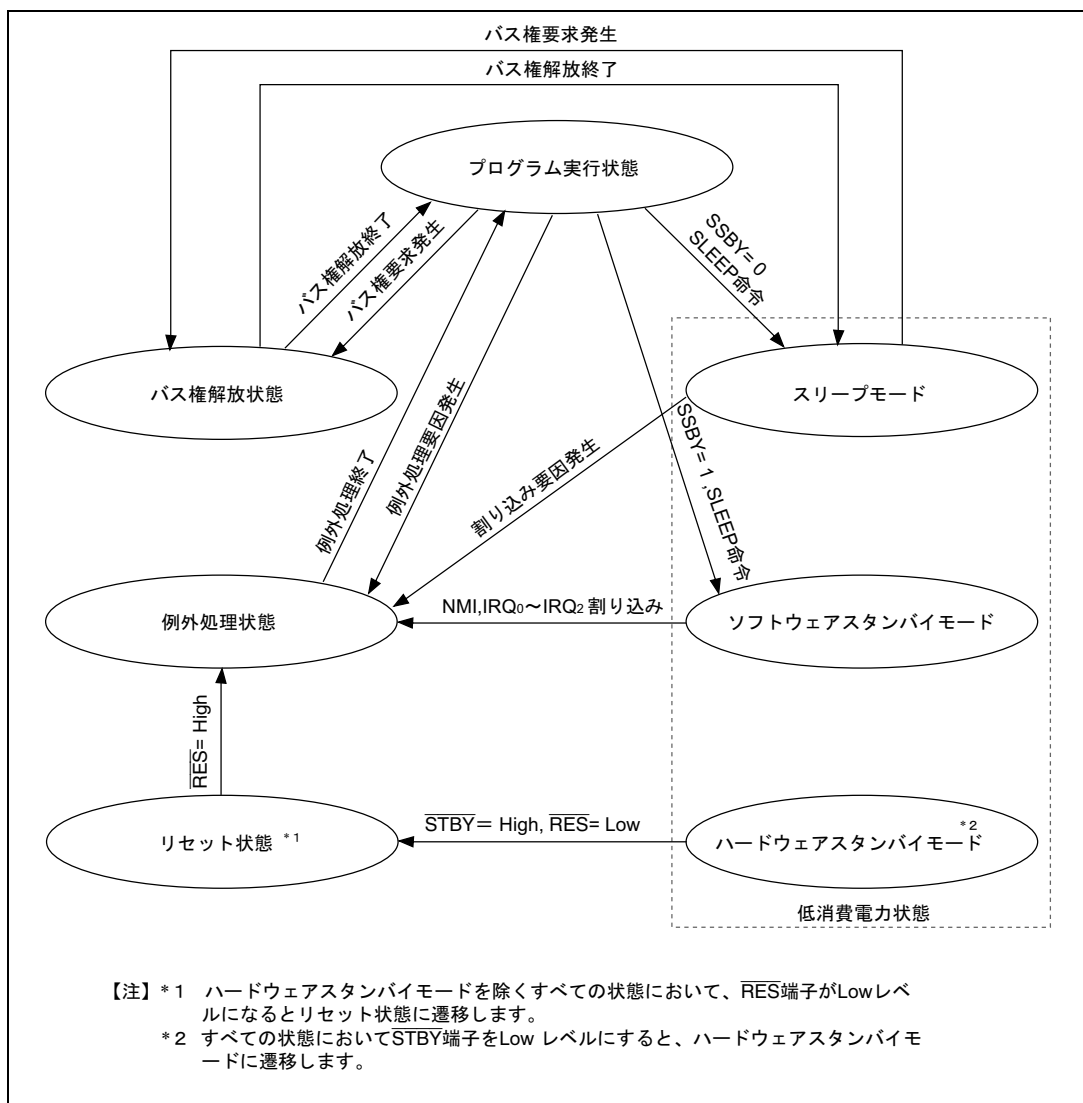 バス権要求発生
バス権解放終了
プログラム実行状態
バス権解放終了
バス権要求発生
SSBY= 0
SLEEP命令
バス権解放状態
スリープモード
例外処理終了
例外処理要因発生
割り込み要因発生
SSBY= 1 ,SLEEP命令
例外処理状態
NMI,IRQ0〜IRQ2 割り込み
ソフトウェアスタンバイモード
RES= High
リセット状態 *1
STBY= High, RES= Low
ハードウェアスタンバイモード *2
低消費電力状態
【注】*1 ハードウェアスタンバイモードを除くすべての状態において、RES端子がLowレベ
ルになるとリセット状態に遷移します。
*2 すべての状態においてSTBY端子をLow レベルにすると、ハードウェアスタンバイモ
ードに遷移します。